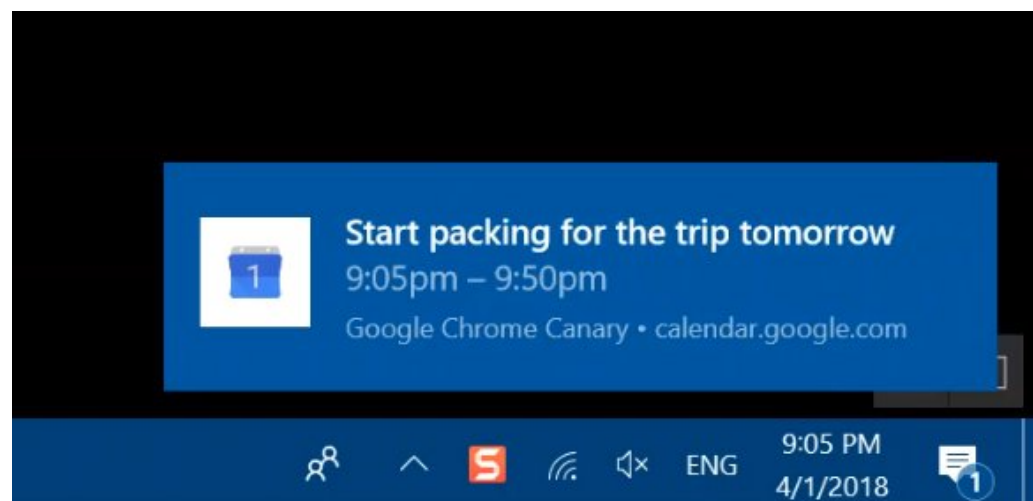 Start packing for the trip tomorrow
1
9:05pm – 9:50pm
Google Chrome Canary • calendar.google.com
S
ENG
9:05 PM
4/1/2018
1